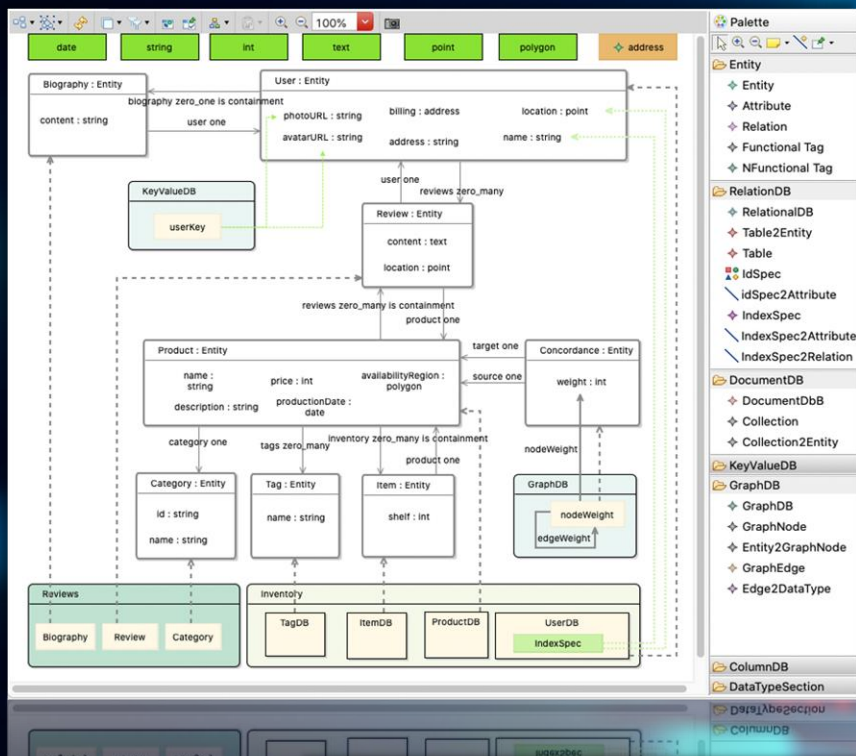 100%
date
string
int
text
point
polygon
address
Biography : Entity
content : string
biography zero_one is containment
user one
User : Entity
photoURL : string
billing : address
location : point
avatarURL : string
address : string
name : string
KeyValueDB
userKey
user one
reviews zero_many
Review : Entity
content : text
location : point
reviews zero_many is containment
product one
Product : Entity
name :
string
price : int
availabilityRegion :
polygon
description : string
productionDate :
date
target one
source one
Concordance : Entity
weight : int
category one
tags zero_many
inventory zero_many is containment
product one
nodeWeight
Category : Entity
id : string
name : string
Tag : Entity
name : string
Item : Entity
shelf : int
GraphDB
nodeWeight
edgeWeight
Reviews
Biography
Review
Category
Inventory
TagDB
ItemDB
ProductDB
UserDB
IndexSpec
Palette
Entity
Entity
Attribute
Relation
Functional Tag
NFunctional Tag
RelationDB
RelationalDB
Table2Entity
Table
IdSpec
idSpec2Attribute
IndexSpec
IndexSpec2Attribute
IndexSpec2Relation
DocumentDB
DocumentDbB
Collection
Collection2Entity
KeyValueDB
GraphDB
GraphDB
GraphNode
Entity2GraphNode
GraphEdge
Edge2DataType
ColumnDB
DataTypeSection